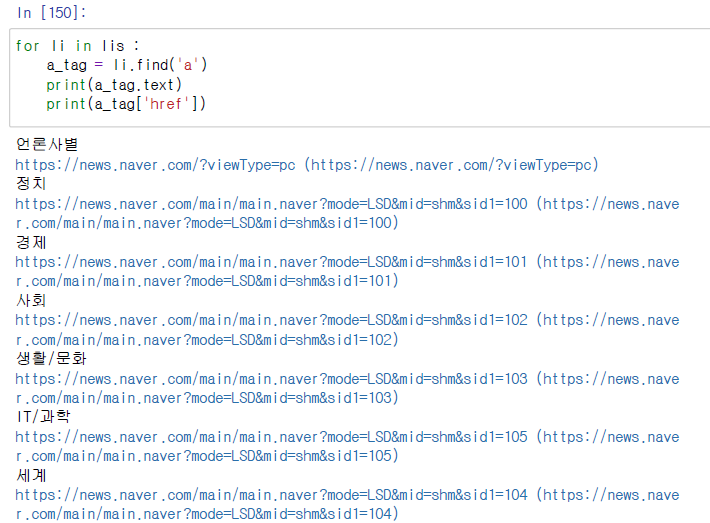 In [150]:
for li in lis :
    a_tag = li.find('a')
    print(a_tag.text)
    print(a_tag['href'])
언론사별
https://news.naver.com/?viewType=pc (https://news.naver.com/?viewType=pc)
정치
https://news.naver.com/main/main.naver?mode=LSD&mid=shm&sid1=100 (https://news.nave
r.com/main/main.naver?mode=LSD&mid=shm&sid1=100)
경제
https://news.naver.com/main/main.naver?mode=LSD&mid=shm&sid1=101 (https://news.nave
r.com/main/main.naver?mode=LSD&mid=shm&sid1=101)
사회
https://news.naver.com/main/main.naver?mode=LSD&mid=shm&sid1=102 (https://news.nave
r.com/main/main.naver?mode=LSD&mid=shm&sid1=102)
생활/문화
https://news.naver.com/main/main.naver?mode=LSD&mid=shm&sid1=103 (https://news.nave
r.com/main/main.naver?mode=LSD&mid=shm&sid1=103)
IT/과학
https://news.naver.com/main/main.naver?mode=LSD&mid=shm&sid1=105 (https://news.nave
r.com/main/main.naver?mode=LSD&mid=shm&sid1=105)
세계
https://news.naver.com/main/main.naver?mode=LSD&mid=shm&sid1=104 (https://news.nave
r.com/main/main.naver?mode=LSD&mid=shm&sid1=104)